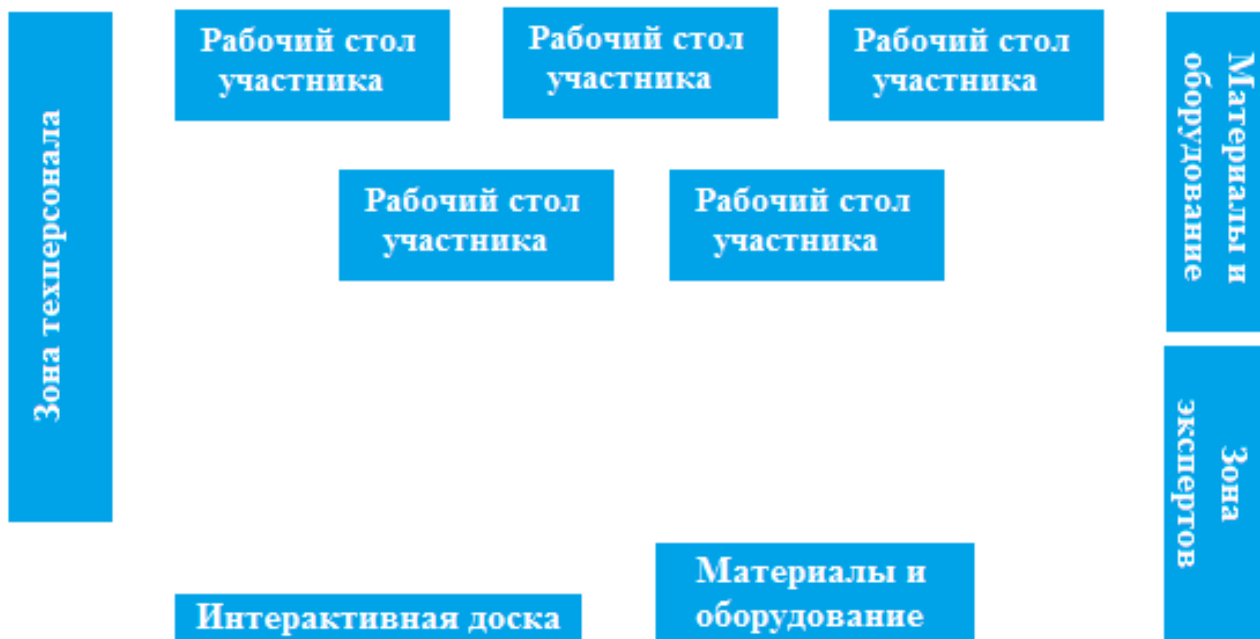 Зона техперсонала
Рабочий стол
участника
Рабочий стол
участника
Рабочий стол
участника
Материалы и
оборудование
Рабочий стол
участника
Рабочий стол
участника
Зона
экспертов
Интерактивная доска
Материалы и
оборудование